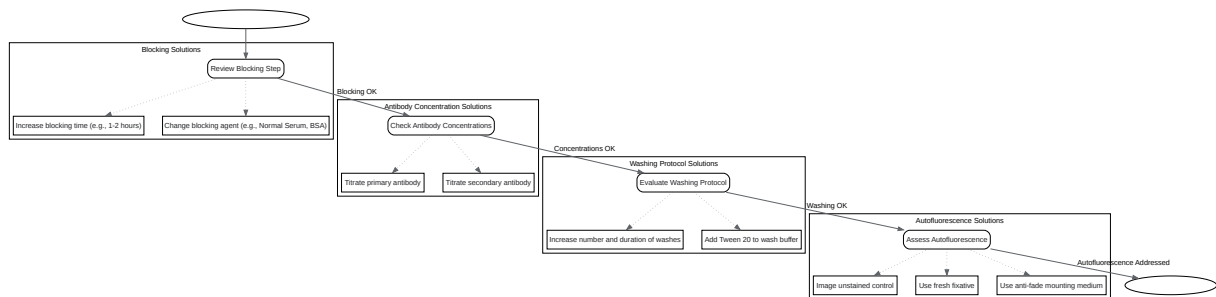 Blocking Solutions
Review Blocking Step
Increase blocking time (e.g., 1-2 hours)
Change blocking agent (e.g., Normal Serum, BSA)
Blocking OK
Antibody Concentration Solutions
Check Antibody Concentrations
Titrate primary antibody
Titrate secondary antibody
Concentrations OK
Washing Protocol Solutions
Evaluate Washing Protocol
Increase number and duration of washes
Add Tween 20 to wash buffer
Washing OK
Autofluorescence Solutions
Assess Autofluorescence
Image unstained control
Use fresh fixative
Use anti-fade mounting medium
Autofluorescence Addressed